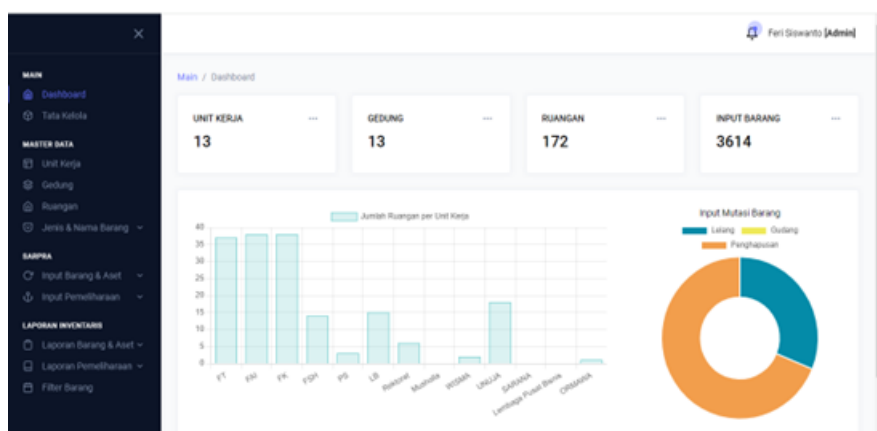 Feri Siswanto [Admin]
MAIN
Dashboard
Tata Kelola
MASTER DATA
Unit Kerja
Gedung
Ruangan
Jenis & Nama Barang
SARPRA
Input Barang & Aset
Input Pemeliharaan
LAPORAN INVENTARIS
Laporan Barang & Aset
Laporan Pemeliharaan
Filter Barang
Main / Dashboard
UNIT KERJA ...
13
GEDUNG ...
13
RUANGAN ...
172
INPUT BARANG ...
3614
Jumlah Ruangan per Unit Kerja
40
35
30
25
20
15
10
5
0
FT
FAI
FK
FSH
PS
LB
Rektorat
Musholla
WISMA
UNUJA
SARANA
Lembaga Pusat Bisnis
ORMAWA
Input Mutasi Barang
Lelang Gudang
Penghapusan